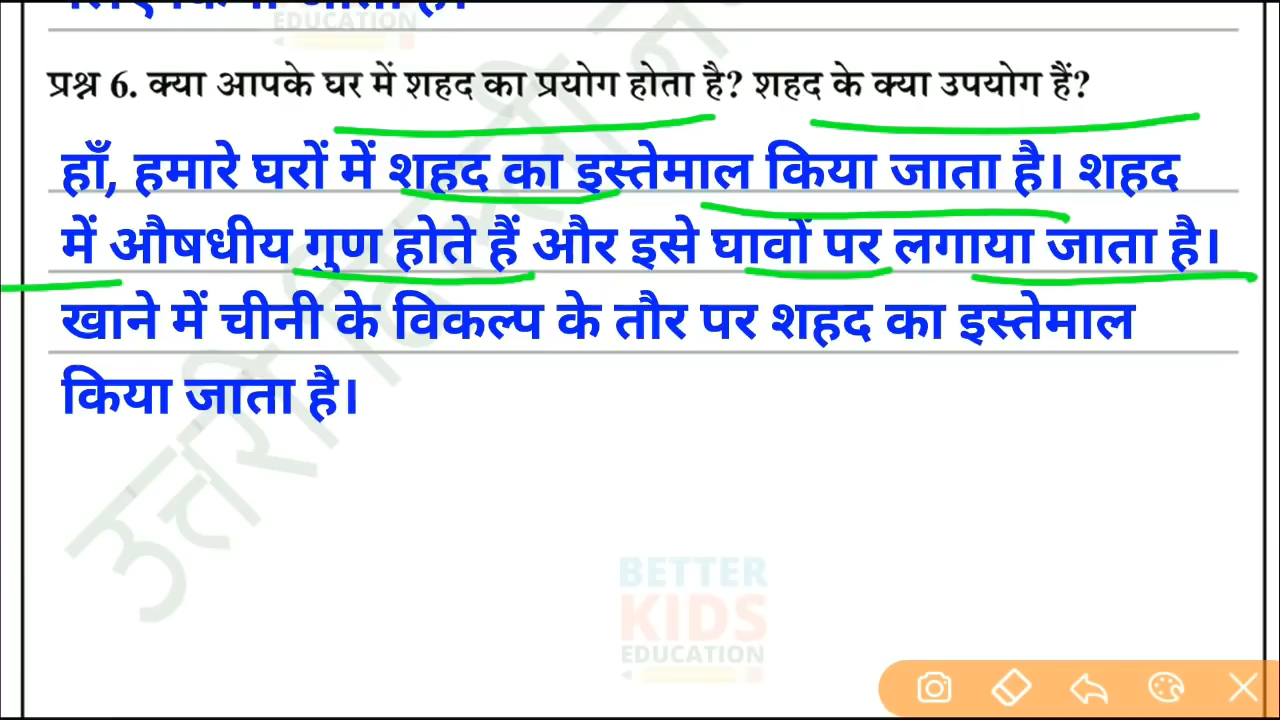 EDUCATION
प्रश्न 6. क्या आपके घर में शहद का प्रयोग होता है? शहद के क्या उपयोग हैं?
हाँ, हमारे घरों में शहद का इस्तेमाल किया जाता है। शहद
में औषधीय गुण होते हैं और इसे घावों पर लगाया जाता है।
खाने में चीनी के विकल्प के तौर पर शहद का इस्तेमाल
किया जाता है।
BETTER
KIDS
EDUCATION